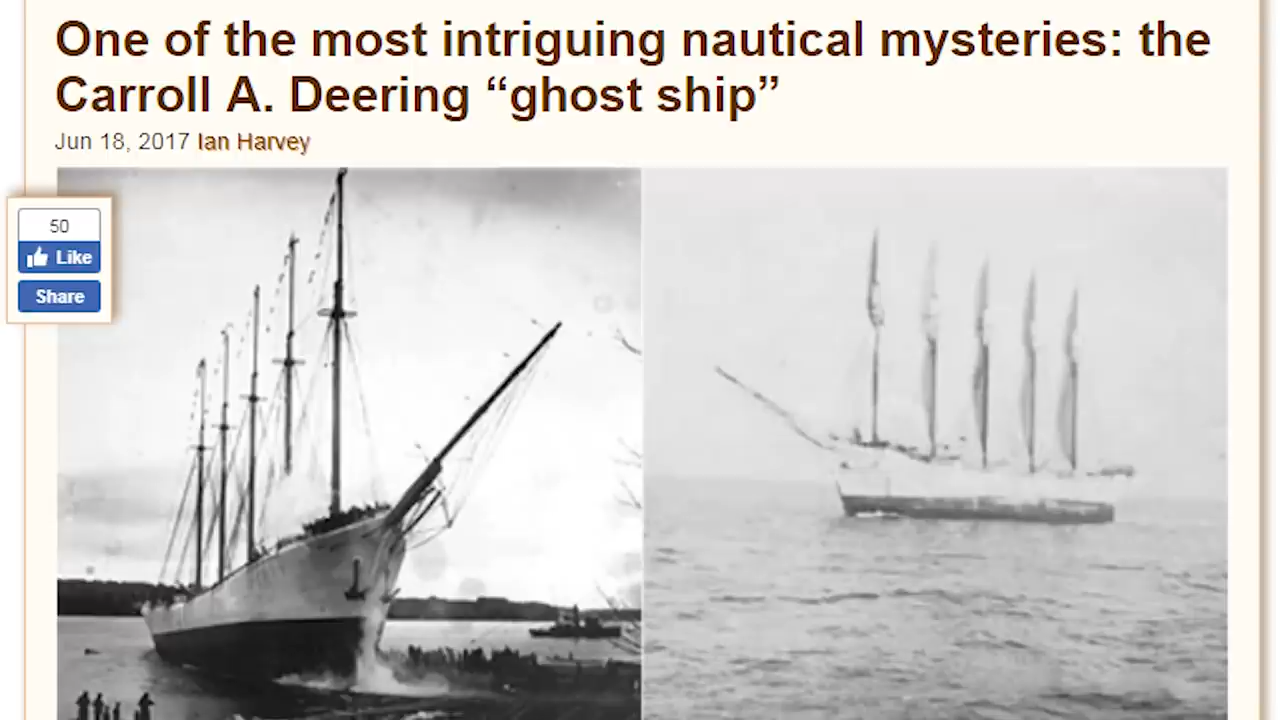 One of the most intriguing nautical mysteries: the
Carroll A. Deering “ghost ship”
Jun 18, 2017 Ian Harvey
50
Like
Share